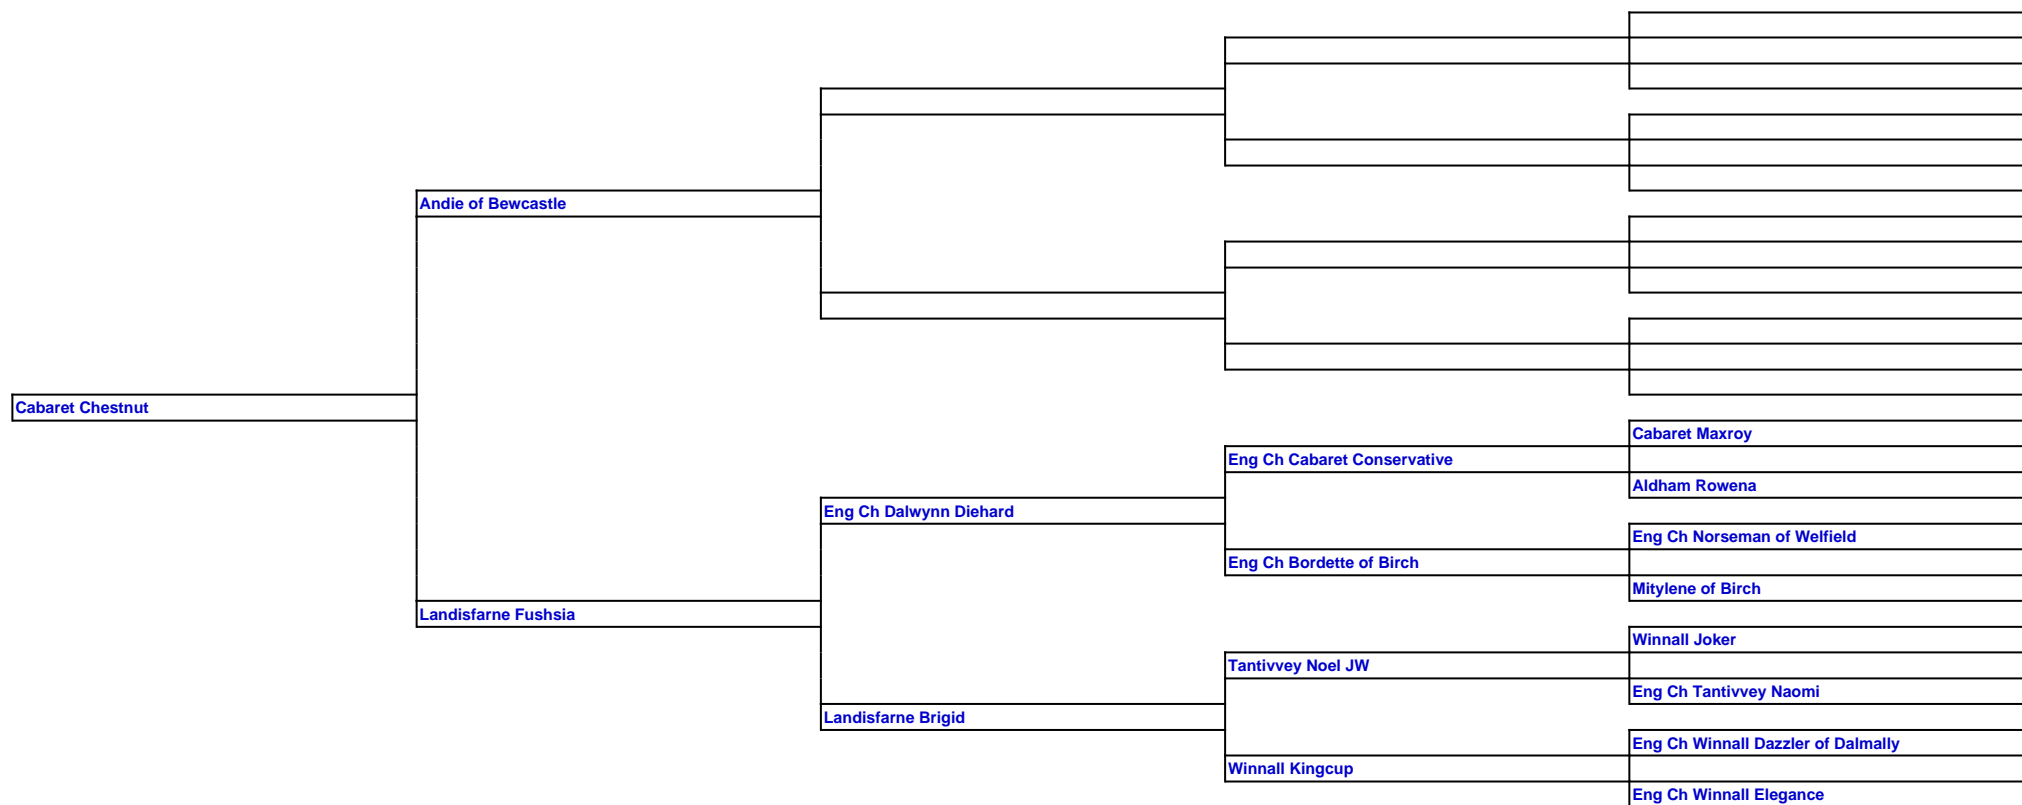 Andie of Bewcastle
Cabaret Chestnut
Cabaret Maxroy
Eng Ch Cabaret Conservative
Aldham Rowena
Eng Ch Dalwynn Diehard
Eng Ch Norseman of Welfield
Eng Ch Bordette of Birch
Mitylene of Birch
Landisfarne Fushsia
Winnall Joker
Tantivvey Noel JW
Eng Ch Tantivvey Naomi
Landisfarne Brigid
Eng Ch Winnall Dazzler of Dalmally
Winnall Kingcup
Eng Ch Winnall Elegance